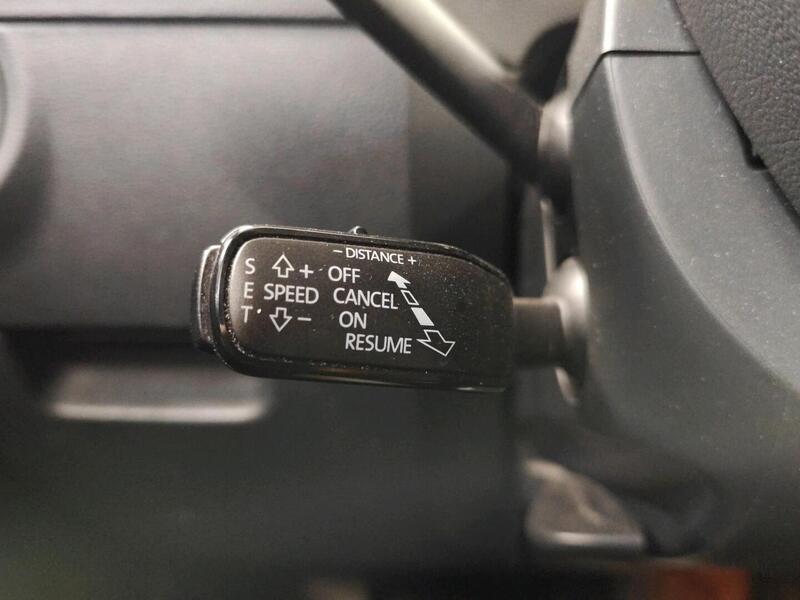 − DISTANCE +
S + OFF
E SPEED CANCEL
T − ON
RESUME